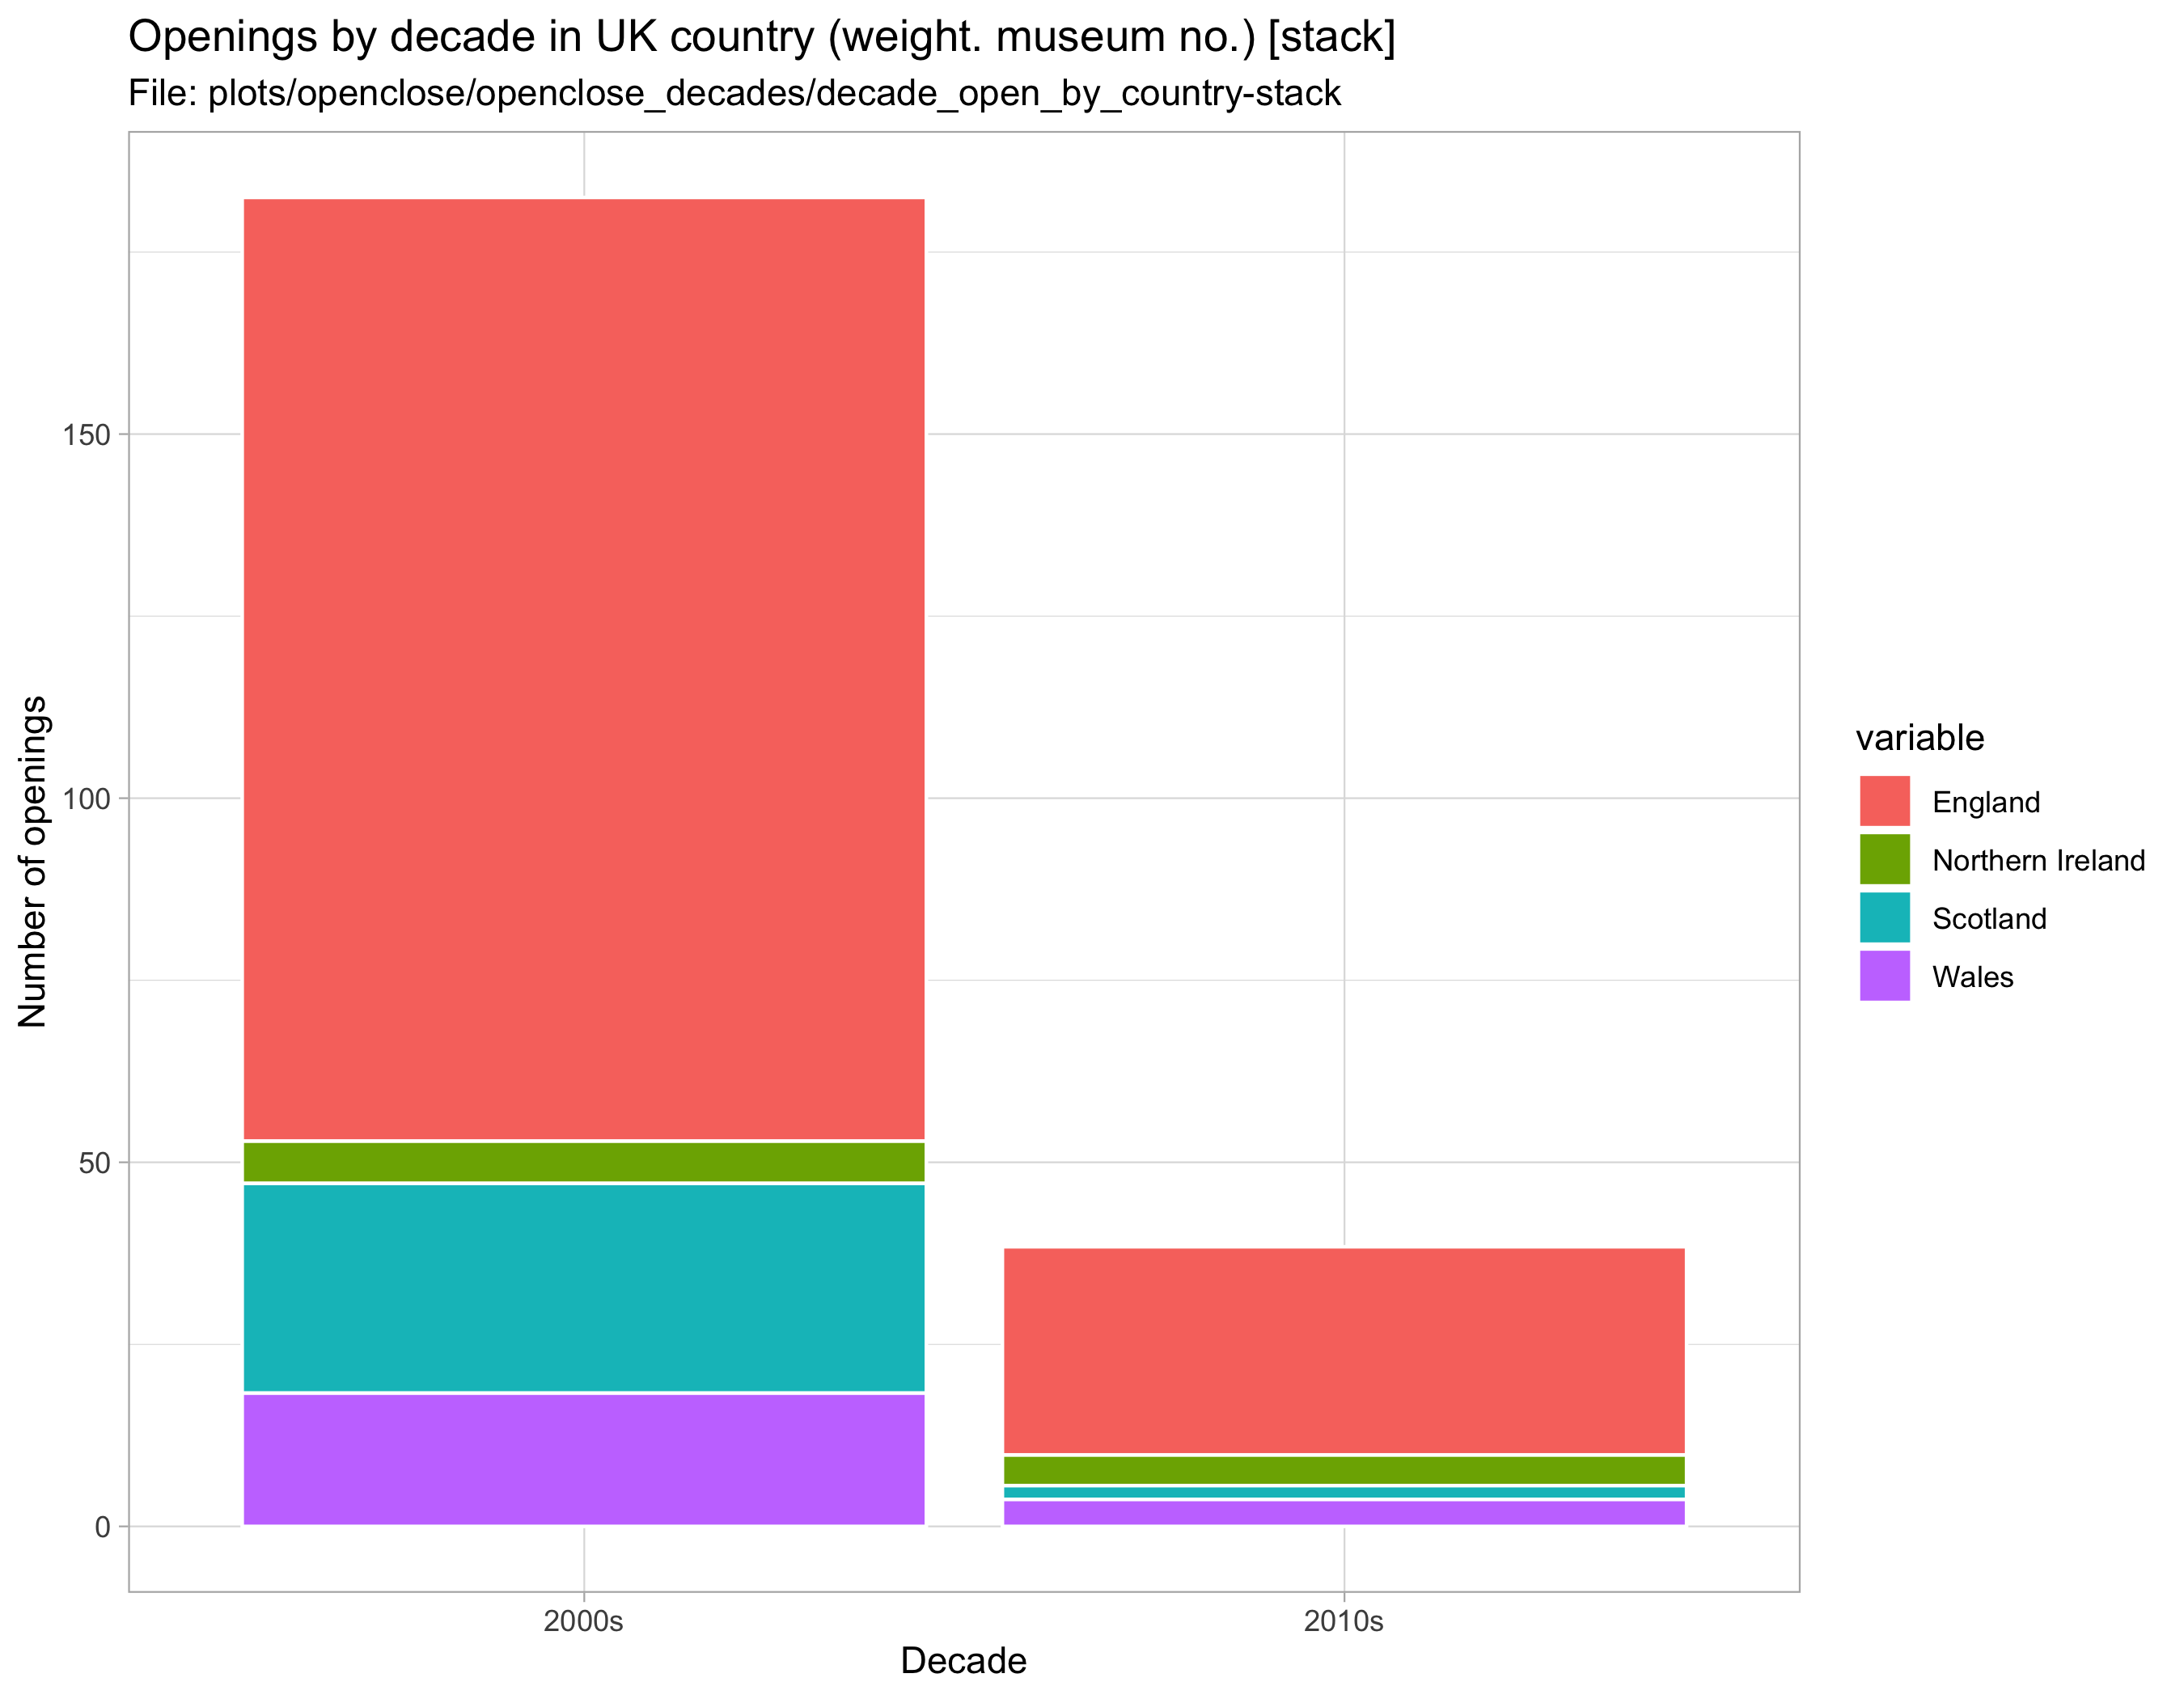 Openings by decade in UK country (weight. museum no.) [stack]
File: plots/openclose/openclose_decades/decade_open_by_country-stack
Number of openings
150
100
50
0
2000s
2010s
Decade
variable
England
Northern Ireland
Scotland
Wales